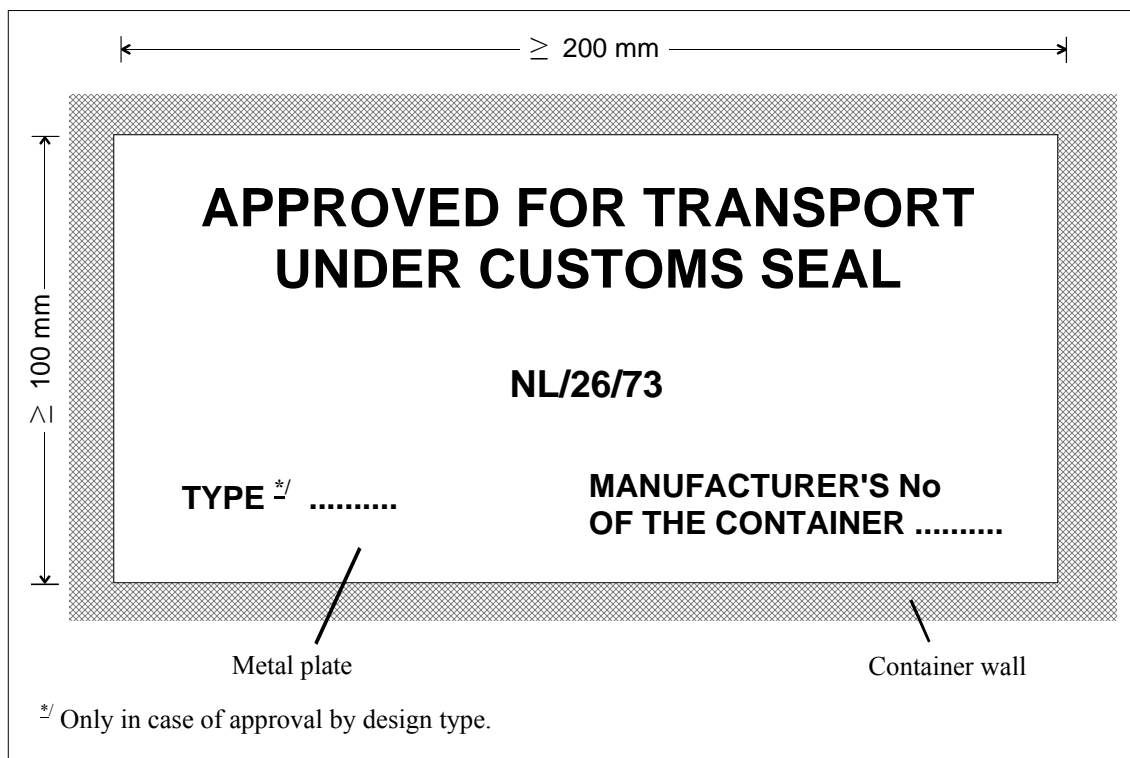 ≥ 200 mm
≥ 100 mm
APPROVED FOR TRANSPORT
UNDER CUSTOMS SEAL
NL/26/73
TYPE */ ..........
MANUFACTURER'S No
OF THE CONTAINER ..........
Metal plate
Container wall
*/ Only in case of approval by design type.